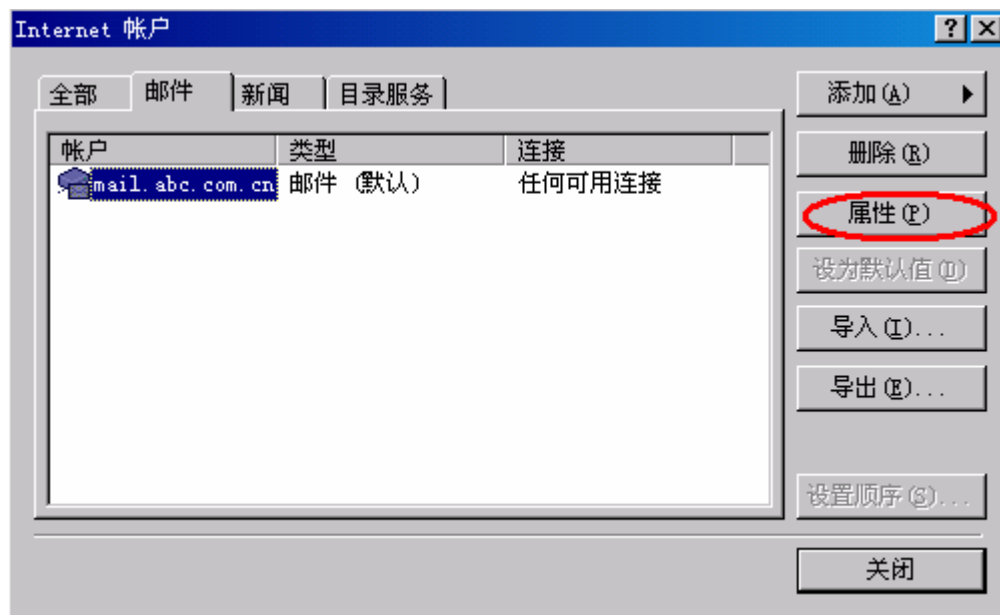 Internet 帐户
全部 邮件 新闻 目录服务
帐户 类型 连接
mail.abc.com.cn 邮件 (默认) 任何可用连接
添加(A)
删除(R)
属性(P)
设为默认值(D)
导入(I)...
导出(E)...
设置顺序(S)...
关闭